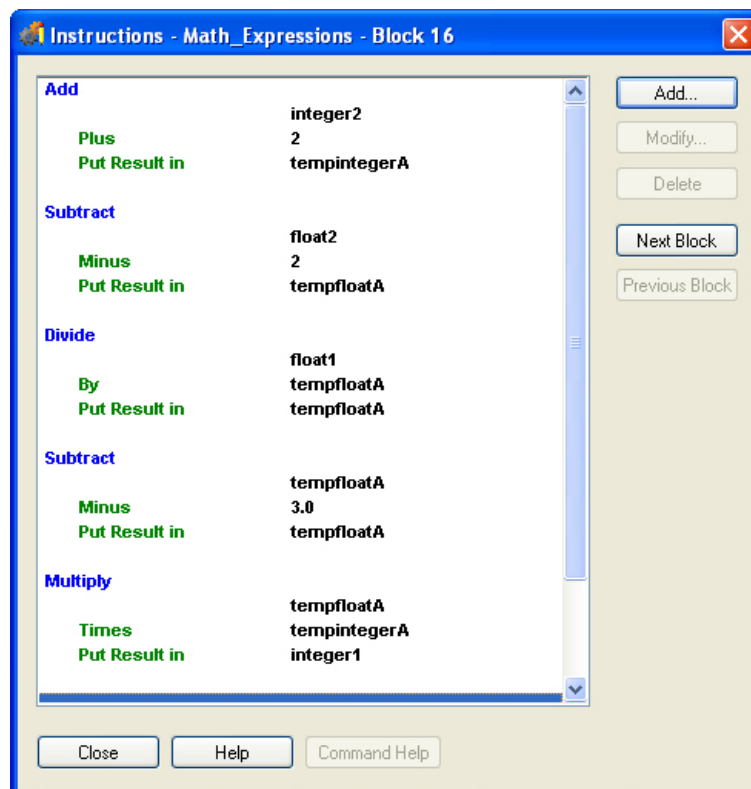 Instructions - Math_Expressions - Block 16
Add
integer2
Plus 2
Put Result in tempintegerA
Subtract
float2
Minus 2
Put Result in tempfloatA
Divide
float1
By tempfloatA
Put Result in tempfloatA
Subtract
tempfloatA
Minus 3.0
Put Result in tempfloatA
Multiply
tempfloatA
Times tempintegerA
Put Result in integer1
Add...
Modify...
Delete
Next Block
Previous Block
Close Help Command Help